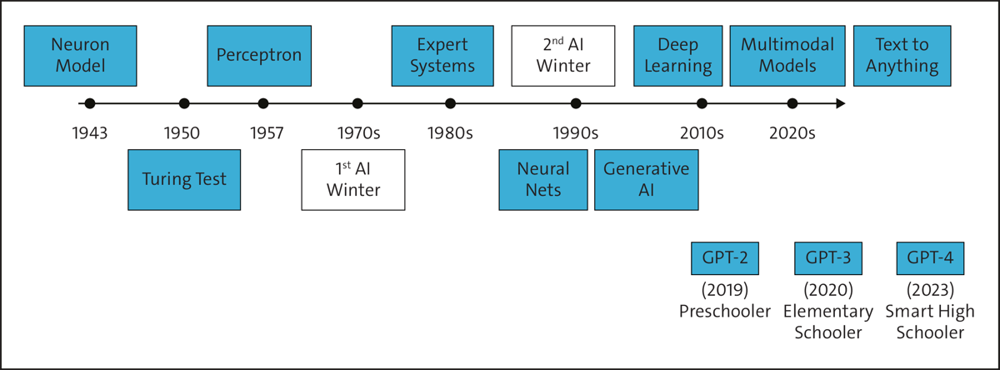 Neuron
Model
Perceptron
Expert
Systems
2nd AI
Winter
Deep
Learning
Multimodal
Models
Text to
Anything
1943
1950
1957
1970s
1980s
1990s
2010s
2020s
Turing Test
1st AI
Winter
Neural
Nets
Generative
AI
GPT-2
(2019)
Preschooler
GPT-3
(2020)
Elementary
Schooler
GPT-4
(2023)
Smart High
Schooler